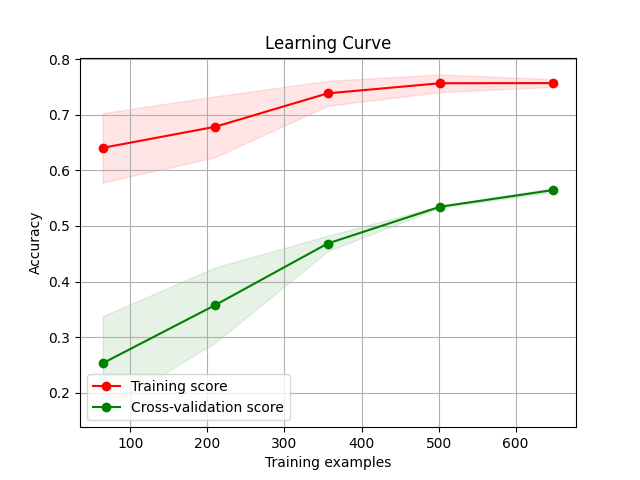 Learning Curve
0.8
0.7
0.6
0.5
0.4
0.3
0.2
Accuracy
Training score
Cross-validation score
100 200 300 400 500 600
Training examples